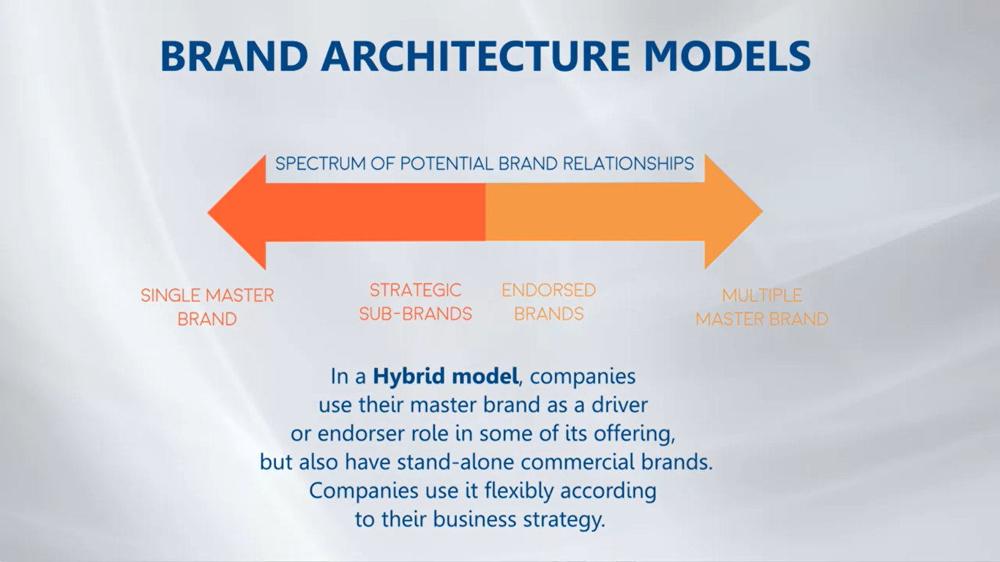 BRAND ARCHITECTURE MODELS
SPECTRUM OF POTENTIAL BRAND RELATIONSHIPS
SINGLE MASTER
BRAND
STRATEGIC
SUB-BRANDS
ENDORSED
BRANDS
MULTIPLE
MASTER BRAND
In a Hybrid model, companies
use their master brand as a driver
or endorser role in some of its offering,
but also have stand-alone commercial brands.
Companies use it flexibly according
to their business strategy.